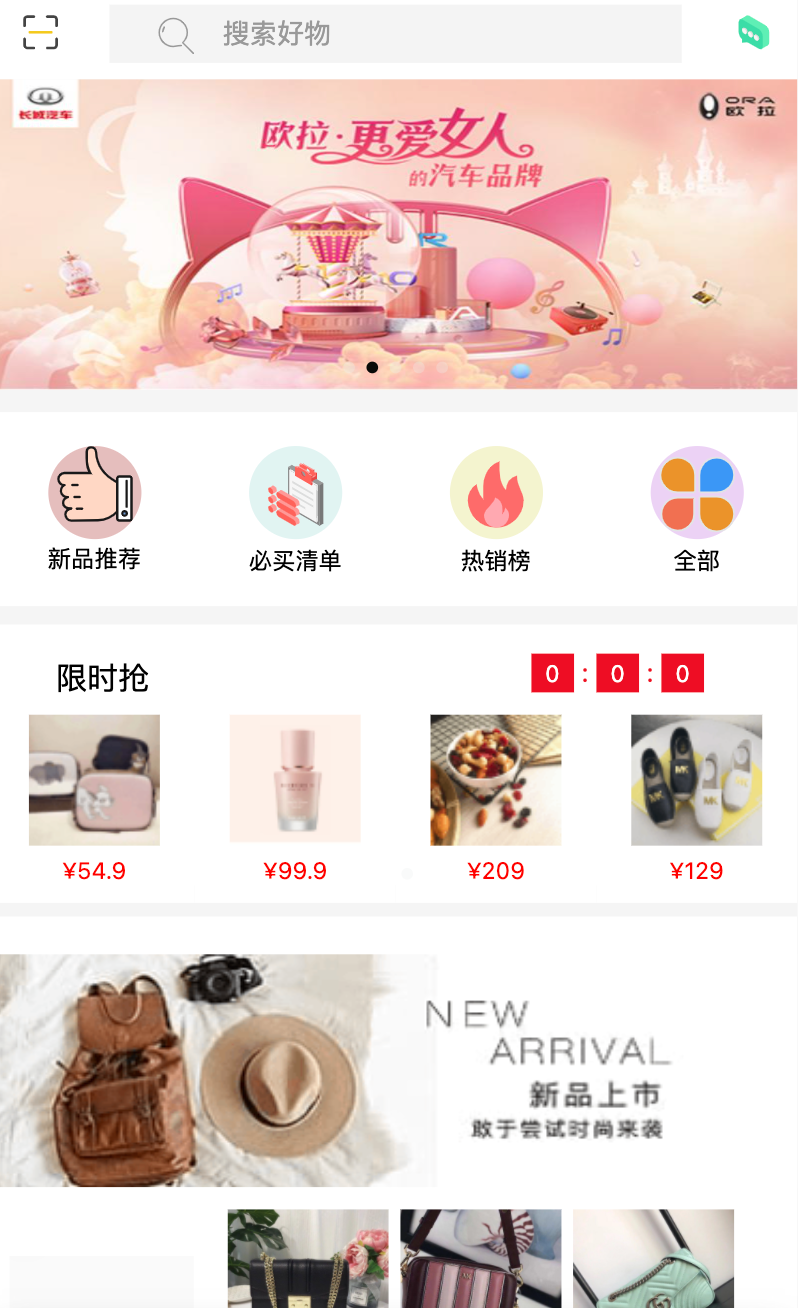 搜索好物
长城汽车
ORA
欧拉
欧拉·更爱女人
的汽车品牌
新品推荐
必买清单
热销榜
全部
限时抢
0 : 0 : 0
MK
MK
¥54.9
¥99.9
¥209
¥129
NEW
ARRIVAL
新品上市
敢于尝试时尚来袭